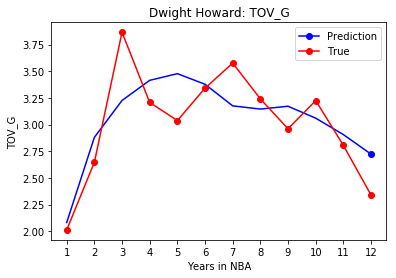 Dwight Howard: TOV_G
Prediction
True
3.75
3.50
3.25
3.00
2.75
2.50
2.25
2.00
TOV_G
1 2 3 4 5 6 7 8 9 10 11 12
Years in NBA